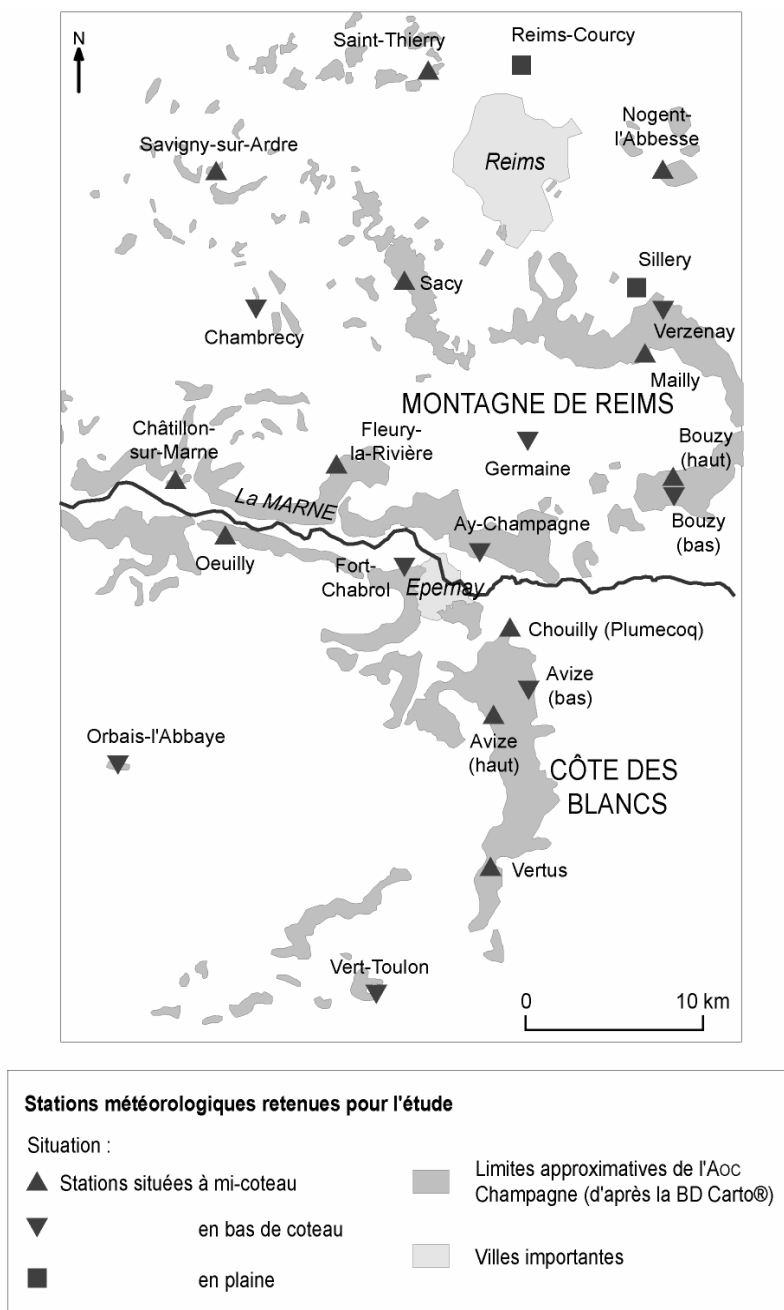 N
Saint-Thierry
Reims-Courcy
Nogent-
l'Abbesse
Savigny-sur-Ardre
Reims
Sillery
Sacy
Chambrecy
Verzenay
Mailly
MONTAGNE DE REIMS
Châtillon-
sur-Marne
Fleury-
la-Rivière
Germaine
Bouzy
(haut)
La MARNE
Ay-Champagne
Bouzy
(bas)
Oeuilly
Fort-
Chabrol
Epernay
Chouilly (Plumecoq)
Avize
(bas)
Orbais-l'Abbaye
Avize
(haut)
CÔTE DES
BLANCS
Vertus
Vert-Toulon
0 10 km
Stations météorologiques retenues pour l'étude
Situation :
Stations situées à mi-coteau
en bas de coteau
en plaine
Limites approximatives de l'AOC
Champagne (d'après la BD Carto®)
Villes importantes